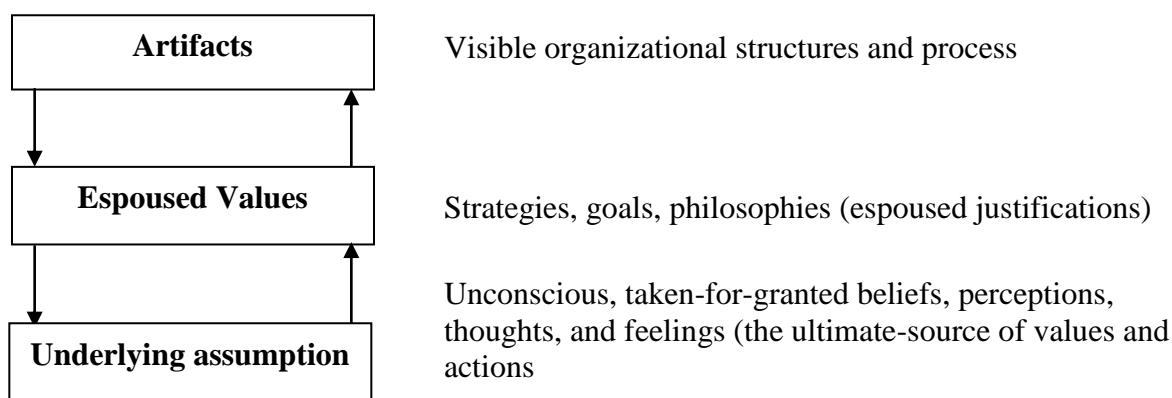 Artifacts
Visible organizational structures and process
Espoused Values
Strategies, goals, philosophies (espoused justifications)
Unconscious, taken-for-granted beliefs, perceptions,
thoughts, and feelings (the ultimate-source of values and
actions
Underlying assumption